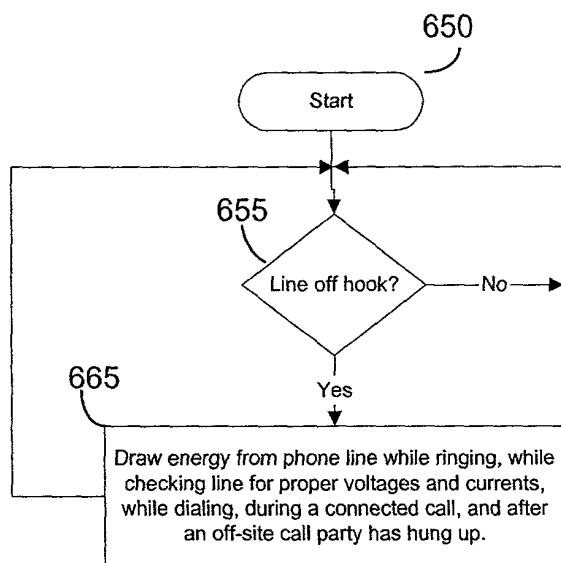 650
Start
655
Line off hook?
No
Yes
665
Draw energy from phone line while ringing, while
checking line for proper voltages and currents,
while dialing, during a connected call, and after
an off-site call party has hung up.